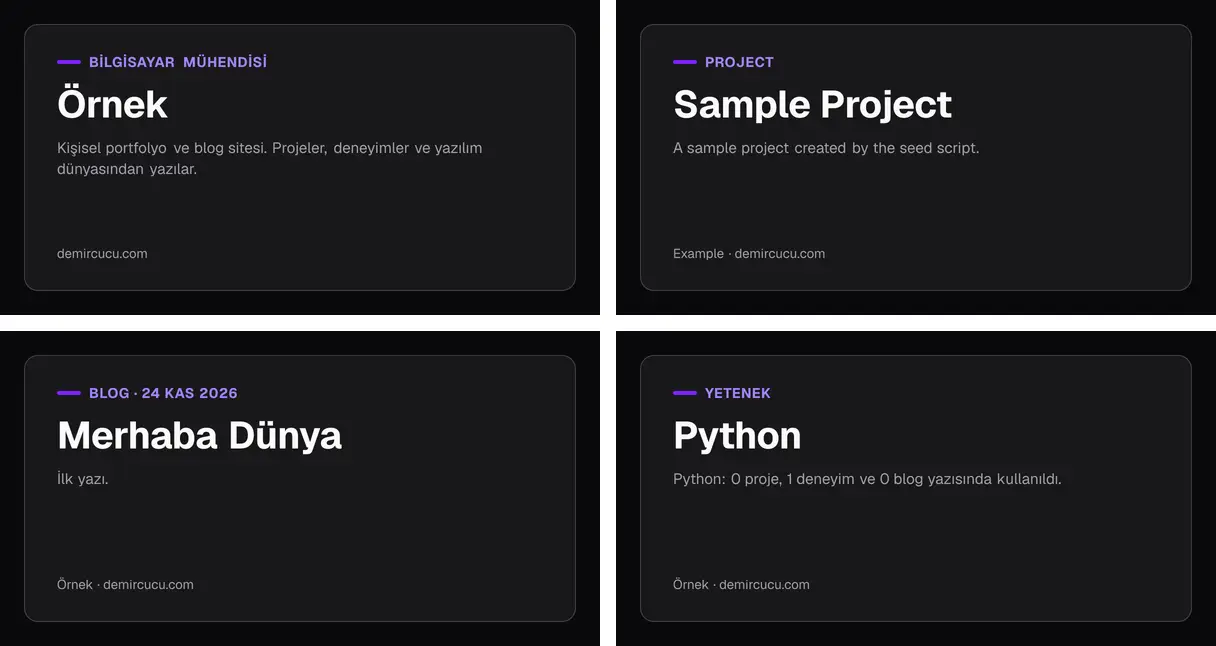 BİLGİSAYAR MÜHENDİSİ
Örnek
Kişisel portfolyo ve blog sitesi. Projeler, deneyimler ve yazılım
dünyasından yazılar.
demircucu.com
PROJECT
Sample Project
A sample project created by the seed script.
Example · demircucu.com
BLOG · 24 KAS 2026
Merhaba Dünya
İlk yazı.
Örnek · demircucu.com
YETENEK
Python
Python: 0 proje, 1 deneyim ve 0 blog yazısında kullanıldı.
Örnek · demircucu.com